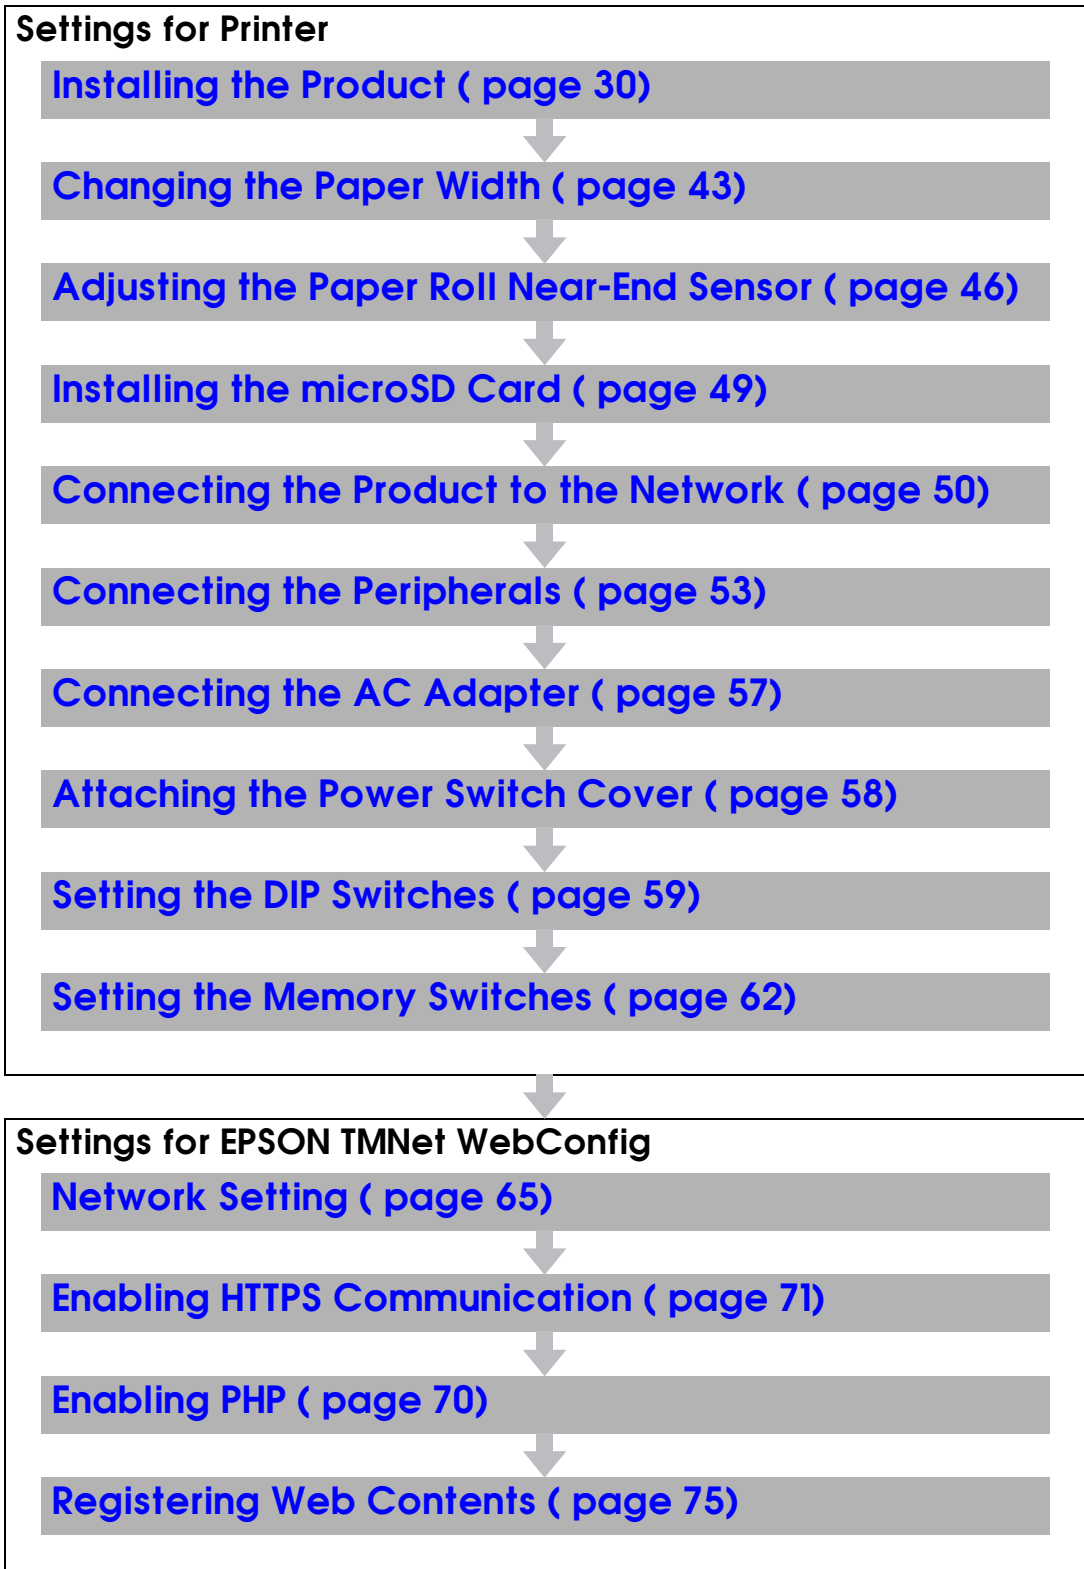 Settings for Printer
Installing the Product ( page 30)
Changing the Paper Width ( page 43)
Adjusting the Paper Roll Near-End Sensor ( page 46)
Installing the microSD Card ( page 49)
Connecting the Product to the Network ( page 50)
Connecting the Peripherals ( page 53)
Connecting the AC Adapter ( page 57)
Attaching the Power Switch Cover ( page 58)
Setting the DIP Switches ( page 59)
Setting the Memory Switches ( page 62)
Settings for EPSON TMNet WebConfig
Network Setting ( page 65)
Enabling HTTPS Communication ( page 71)
Enabling PHP ( page 70)
Registering Web Contents ( page 75)